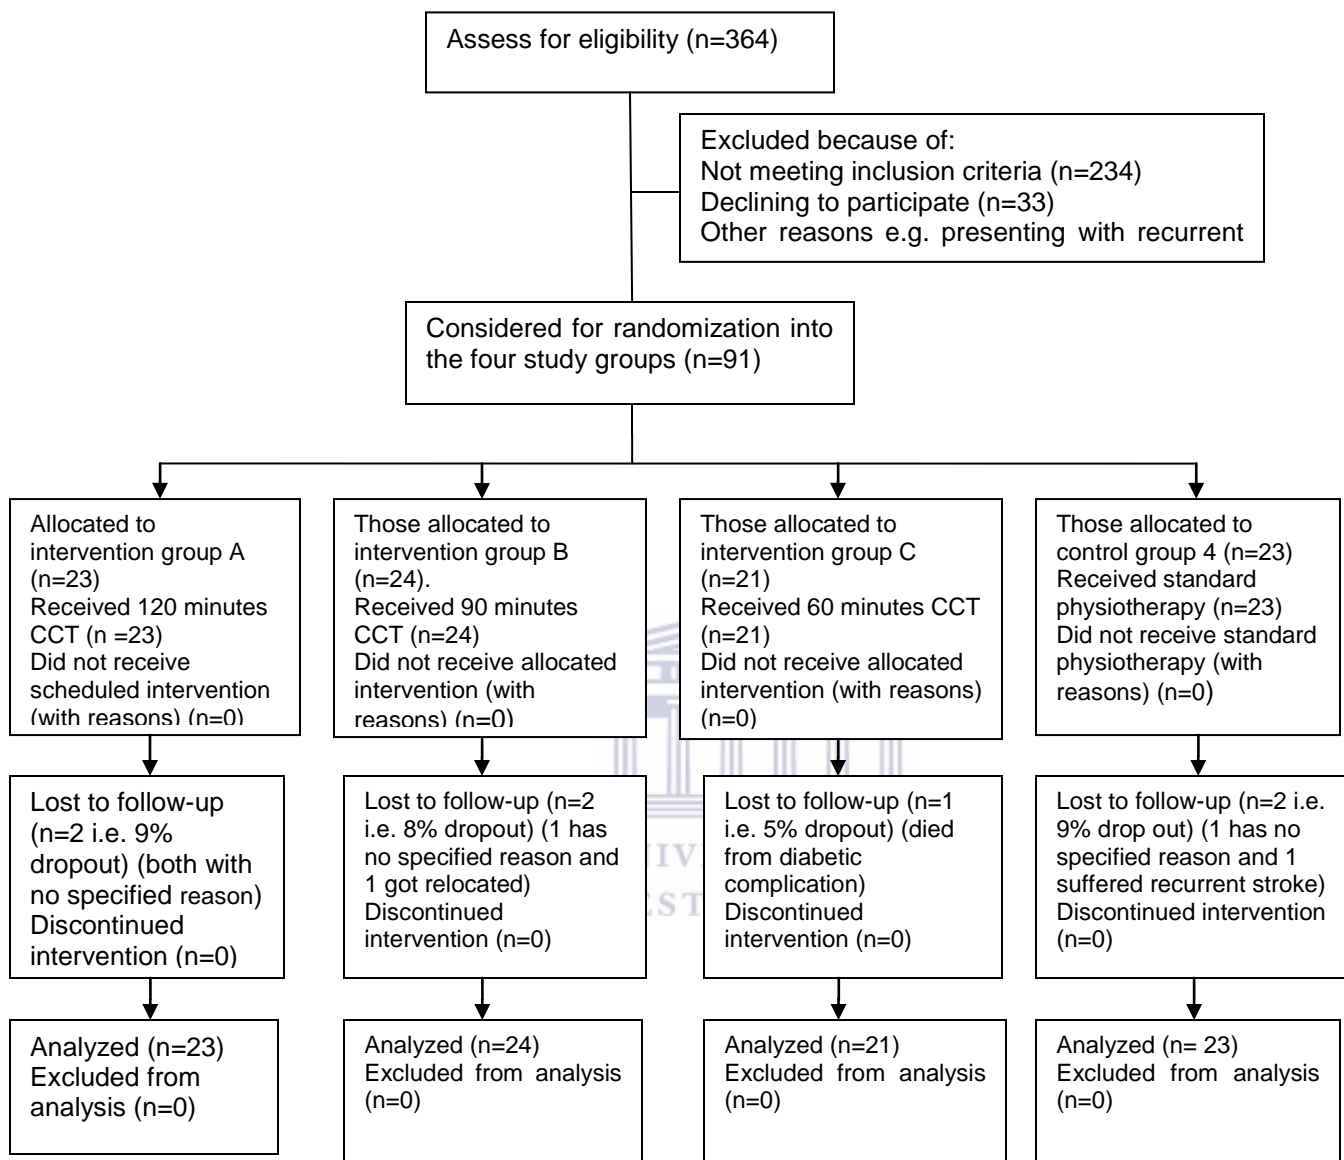 Assess for eligibility (n=364)
Excluded because of:
Not meeting inclusion criteria (n=234)
Declining to participate (n=33)
Other reasons e.g. presenting with recurrent
Considered for randomization into
the four study groups (n=91)
Allocated to
intervention group A
(n=23)
Received 120 minutes
CCT (n =23)
Did not receive
scheduled intervention
(with reasons) (n=0)
Those allocated to
intervention group B
(n=24).
Received 90 minutes
CCT (n=24)
Did not receive allocated
intervention (with
reasons) (n=0)
Those allocated to
intervention group C
(n=21)
Received 60 minutes CCT
(n=21)
Did not receive allocated
intervention (with reasons)
(n=0)
Those allocated to
control group 4 (n=23)
Received standard
physiotherapy (n=23)
Did not receive standard
physiotherapy (with
reasons) (n=0)
Lost to follow-up
(n=2 i.e. 9%
dropout) (both with
no specified reason)
Discontinued
intervention (n=0)
Lost to follow-up (n=2
i.e. 8% dropout) (1 has
no specified reason and
1 got relocated)
Discontinued
intervention (n=0)
Lost to follow-up (n=1
i.e. 5% dropout) (died
from diabetic
complication)
Discontinued
intervention (n=0)
Lost to follow-up (n=2 i.e.
9% drop out) (1 has no
specified reason and 1
suffered recurrent stroke)
Discontinued intervention
(n=0)
Analyzed (n=23)
Excluded from
analysis (n=0)
Analyzed (n=24)
Excluded from analysis
(n=0)
Analyzed (n=21)
Excluded from analysis
(n=0)
Analyzed (n= 23)
Excluded from analysis
(n=0)